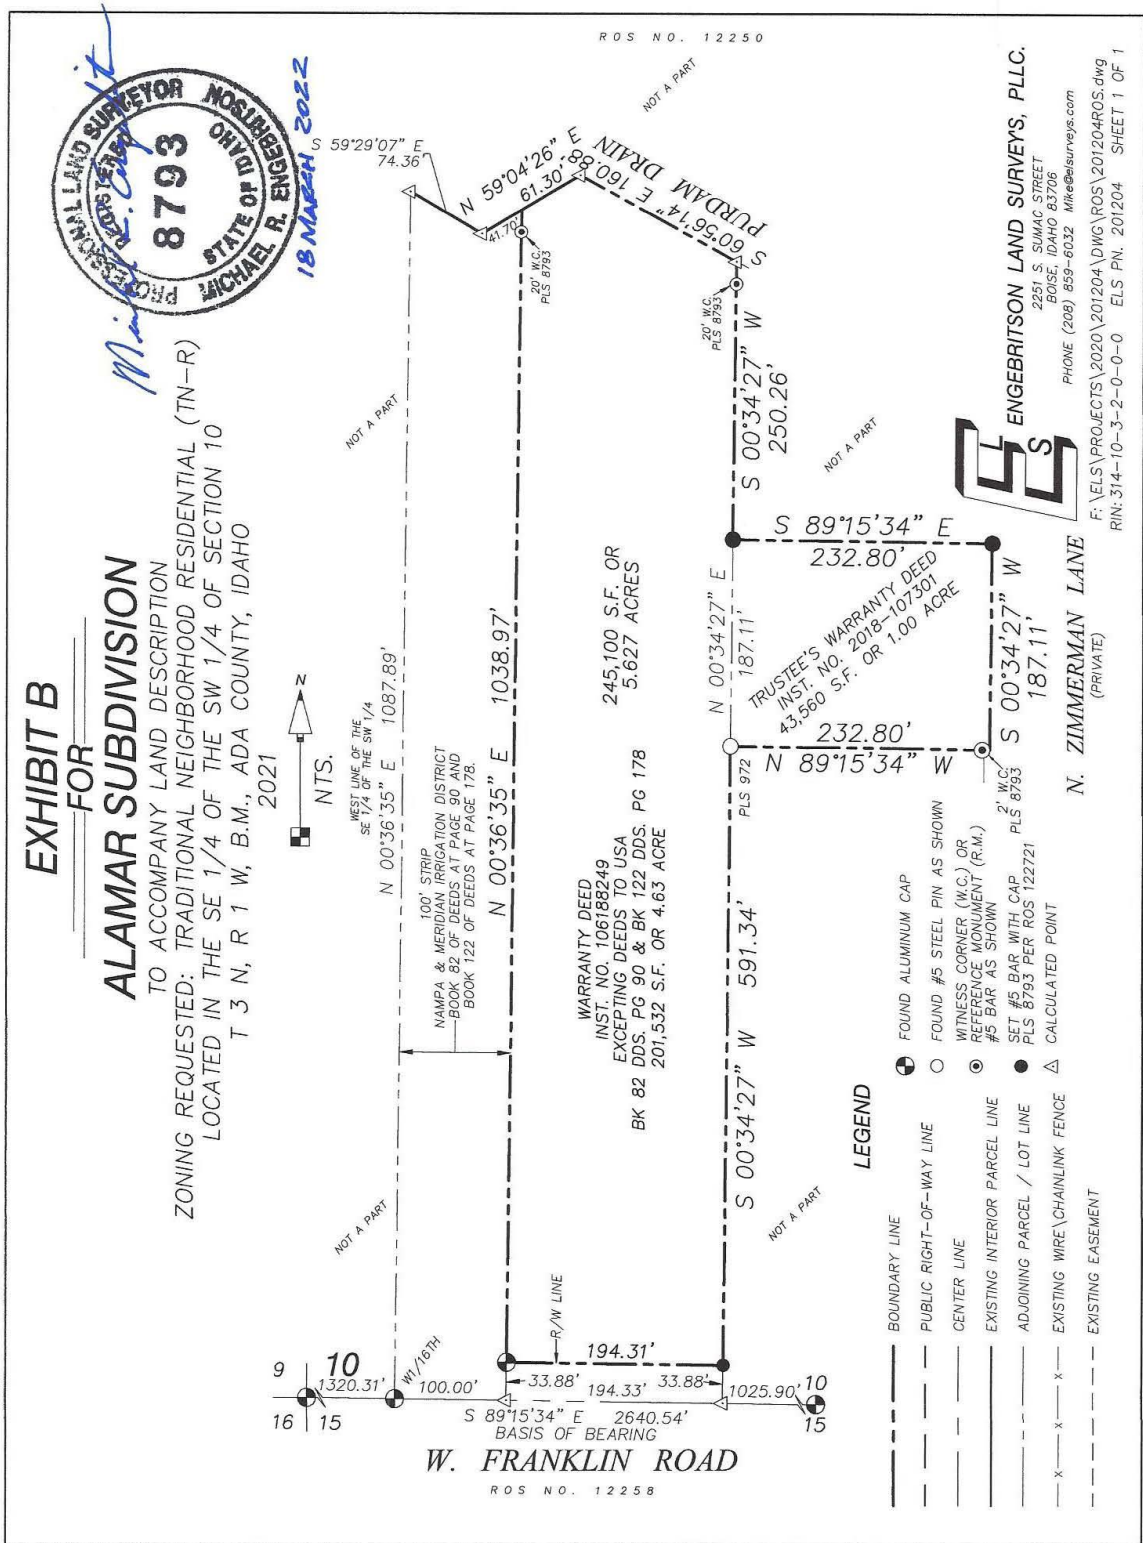 EXHIBIT B
FOR
ALAMAR SUBDIVISION
TO ACCOMPANY LAND DESCRIPTION
ZONING REQUESTED: TRADITIONAL NEIGHBORHOOD RESIDENTIAL (TN-R)
LOCATED IN THE SE 1/4 OF THE SW 1/4 OF SECTION 10
T 3 N, R 1 W, B.M., ADA COUNTY, IDAHO
2021
N
NTS.
PROFESSIONAL LAND SURVEYOR
REGISTERED
8793
STATE OF IDAHO
MICHAEL R. ENGEBRITSON
18 MARCH 2022
ROS NO. 12250
NOT A PART
S 59°29'07" E
74.36'
N 59°04'26" E
61.30'
41.70'
S 60°56'14" E 160.88'
PURDAM DRAIN
20' W.C.
PLS 8793
20' W.C.
PLS 8793
NOT A PART
WEST LINE OF THE
SE 1/4 OF THE SW 1/4
N 00°36'35" E 1087.89'
100' STRIP
NAMPA & MERIDIAN IRRIGATION DISTRICT
BOOK 82 OF DEEDS AT PAGE 90 AND
BOOK 122 OF DEEDS AT PAGE 178.
N 00°36'35" E 1038.97'
NOT A PART
WARRANTY DEED
INST. NO. 106188249
EXCEPTING DEEDS TO USA
BK 82 DDS. PG 90 & BK 122 DDS. PG 178
201,532 S.F. OR 4.63 ACRE
245,100 S.F. OR
5.627 ACRES
S 00°34'27" W
250.26'
NOT A PART
N 00°34'27" E
187.11'
S 89°15'34" E
232.80'
TRUSTEE'S WARRANTY DEED
INST. NO. 2018-107301
43,560 S.F. OR 1.00 ACRE
232.80'
N 89°15'34" W
PLS 972
2' W.C.
PLS 8793
S 00°34'27" W
187.11'
N. ZIMMERMAN LANE
(PRIVATE)
S 00°34'27" W 591.34'
NOT A PART
R/W LINE
194.31'
33.88'
33.88'
9
10
16
15
1320.31'
W1/16TH
100.00'
194.33'
1025.90'
10
15
S 89°15'34" E 2640.54'
BASIS OF BEARING
W. FRANKLIN ROAD
ROS NO. 12258
LEGEND
BOUNDARY LINE
PUBLIC RIGHT-OF-WAY LINE
CENTER LINE
EXISTING INTERIOR PARCEL LINE
ADJOINING PARCEL / LOT LINE
x x EXISTING WIRE\CHAINLINK FENCE
EXISTING EASEMENT
FOUND ALUMINUM CAP
FOUND #5 STEEL PIN AS SHOWN
WITNESS CORNER (W.C.) OR
REFERENCE MONUMENT (R.M.)
#5 BAR AS SHOWN
SET #5 BAR WITH CAP
PLS 8793 PER ROS 122721
CALCULATED POINT
ELS
ENGEBRITSON LAND SURVEYS, PLLC.
2251 S. SUMAC STREET
BOISE, IDAHO 83706
PHONE (208) 859-6032 Mike@elsurveys.com
F:\ELS\PROJECTS\2020\201204\DWG\ROS\201204ROS.dwg
RIN:314-10-3-2-0-0-0 ELS PN. 201204 SHEET 1 OF 1